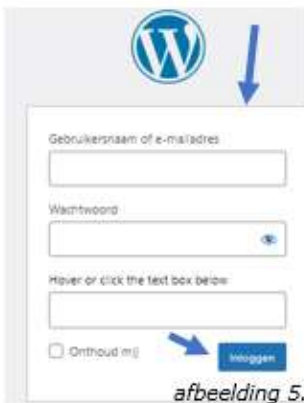 Gebruikersnaam of e-mailadres
Wachtwoord
Hover or click the text box below
Onthoud mij
Inloggen
afbeelding 5.